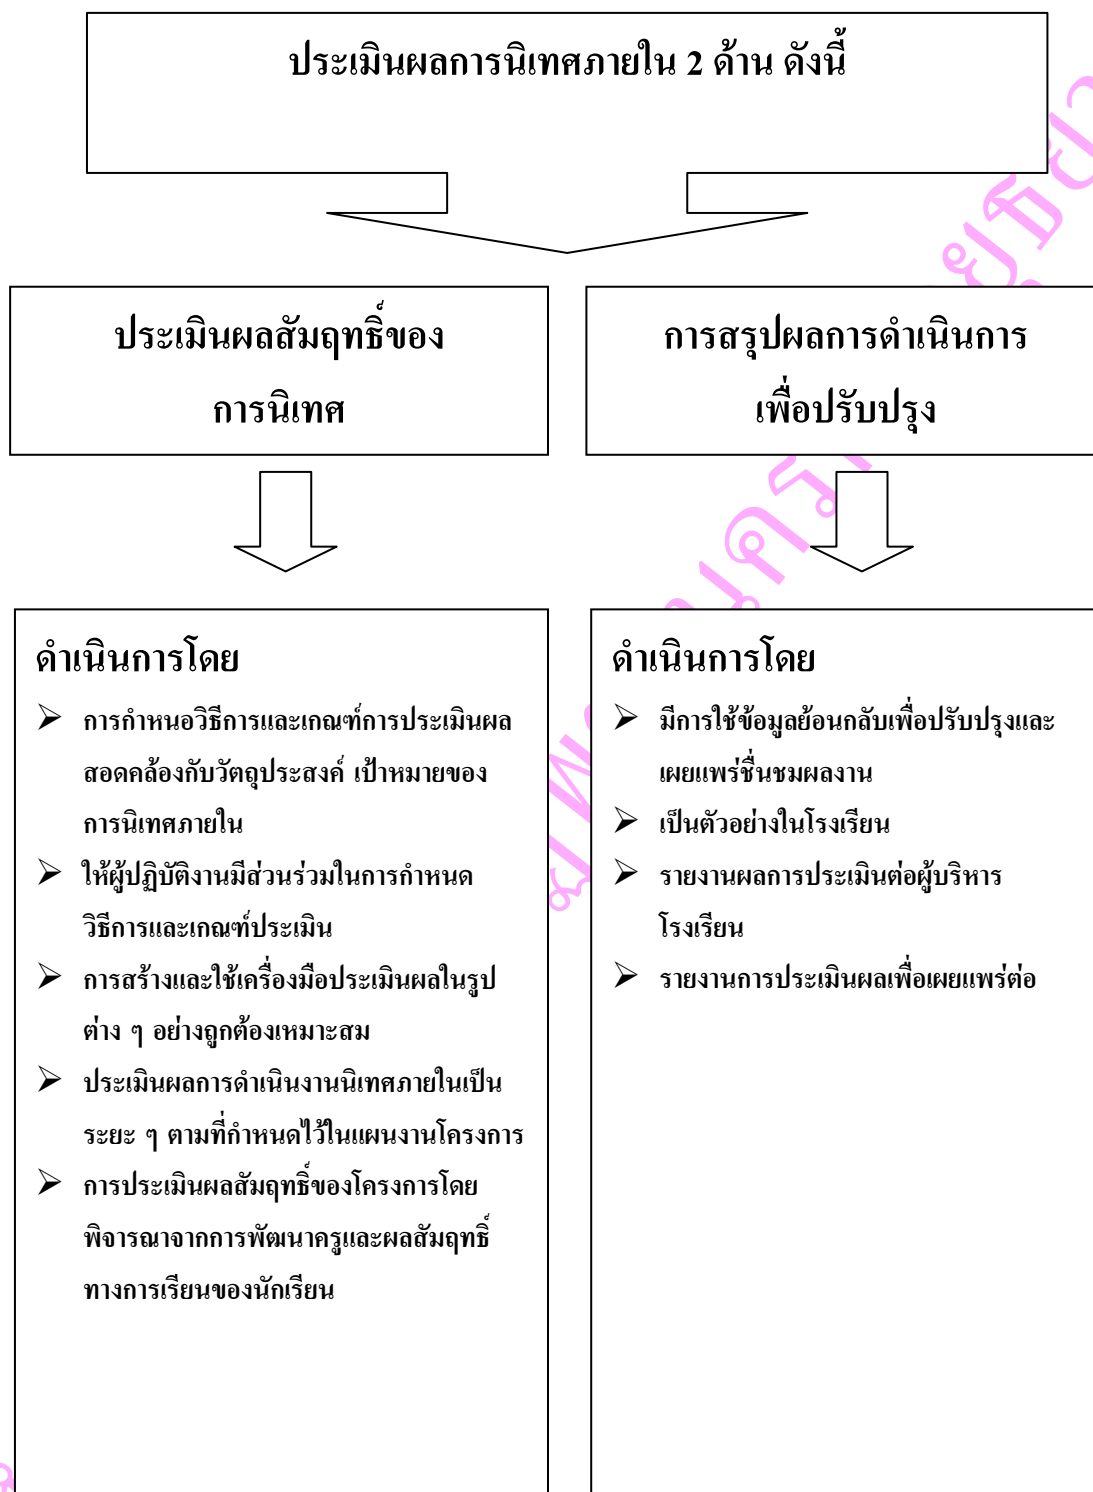 ประเมินผลการนิเทศภายใน 2 ด้าน ดังนี้
ประเมินผลสัมฤทธิ์ของ
การนิเทศ
การสรุปผลการดำเนินการ
เพื่อปรับปรุง
ดำเนินการโดย
➢ การกำหนอวิธีการและเกณฑ์การประเมินผล
สอดคล้องกับวัตถุประสงค์ เป้าหมายของ
การนิเทศภายใน
➢ ให้ผู้ปฏิบัติงานมีส่วนร่วมในการกำหนด
วิธีการและเกณฑ์ประเมิน
➢ การสร้างและใช้เครื่องมือประเมินผลในรูป
ต่าง ๆ อย่างถูกต้องเหมาะสม
➢ ประเมินผลการดำเนินงานนิเทศภายในเป็น
ระยะ ๆ ตามที่กำหนดไว้ในแผนงานโครงการ
➢ การประเมินผลสัมฤทธิ์ของโครงการโดย
พิจารณาจากการพัฒนาครูและผลสัมฤทธิ์
ทางการเรียนของนักเรียน
ดำเนินการโดย
➢ มีการใช้ข้อมูลย้อนกลับเพื่อปรับปรุงและ
เผยแพร่ชื่นชมผลงาน
➢ เป็นตัวอย่างในโรงเรียน
➢ รายงานผลการประเมินต่อผู้บริหาร
โรงเรียน
➢ รายงานการประเมินผลเพื่อเผยแพร่ต่อ